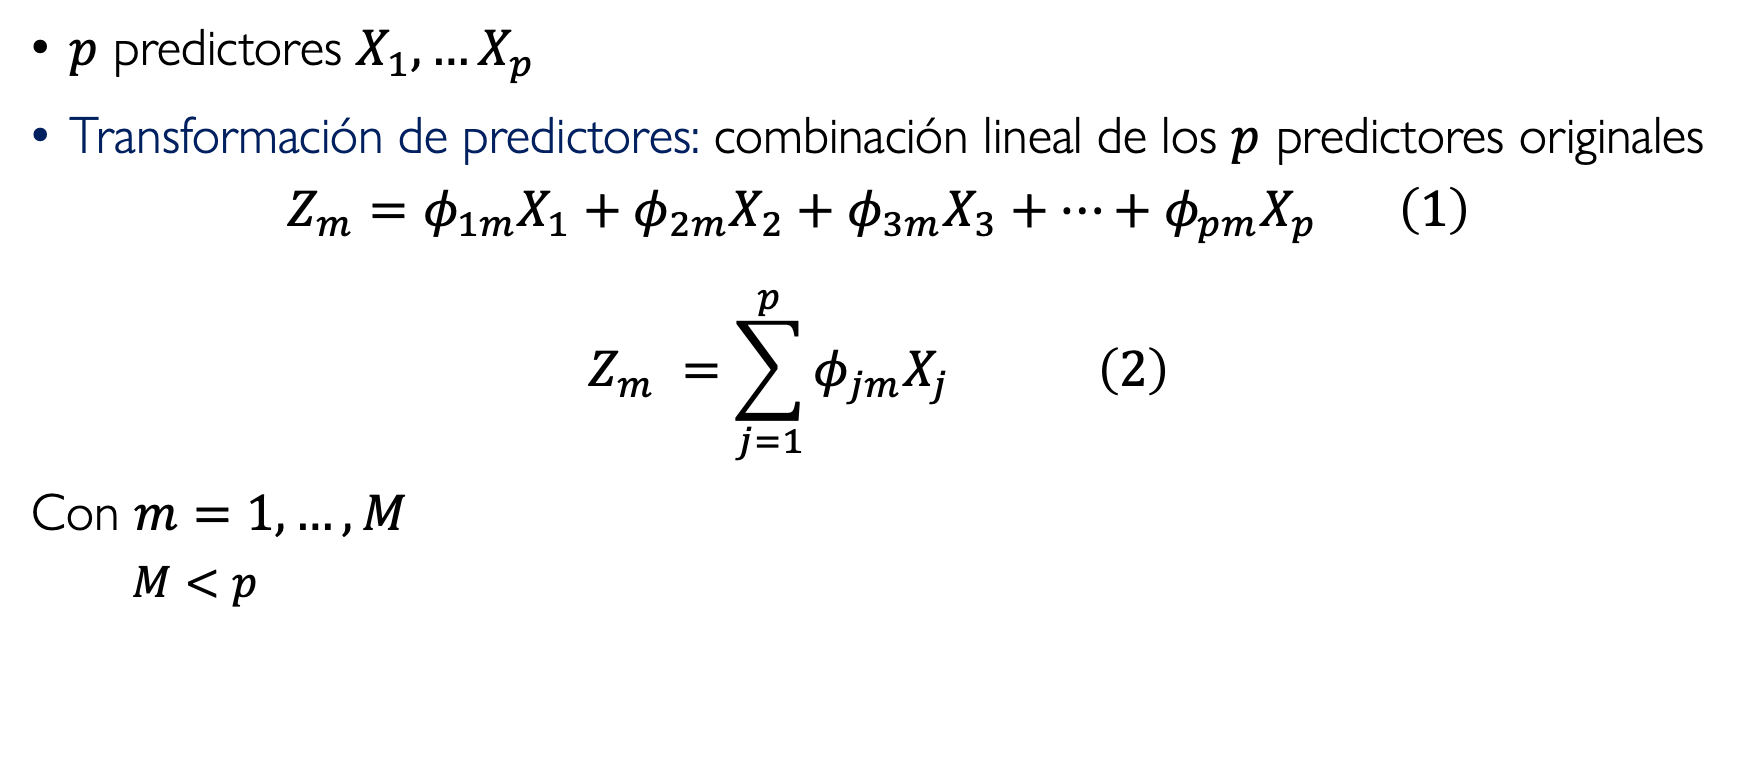 • p predictores X₁, … Xₚ
• Transformación de predictores: combinación lineal de los p predictores originales
Zₘ = ϕ₁ₘX₁ + ϕ₂ₘX₂ + ϕ₃ₘX₃ + ⋯ + ϕₚₘXₚ (1)
Zₘ = ∑_{j=1}^{p} ϕⱼₘXⱼ (2)
Con m = 1, … , M
M < p